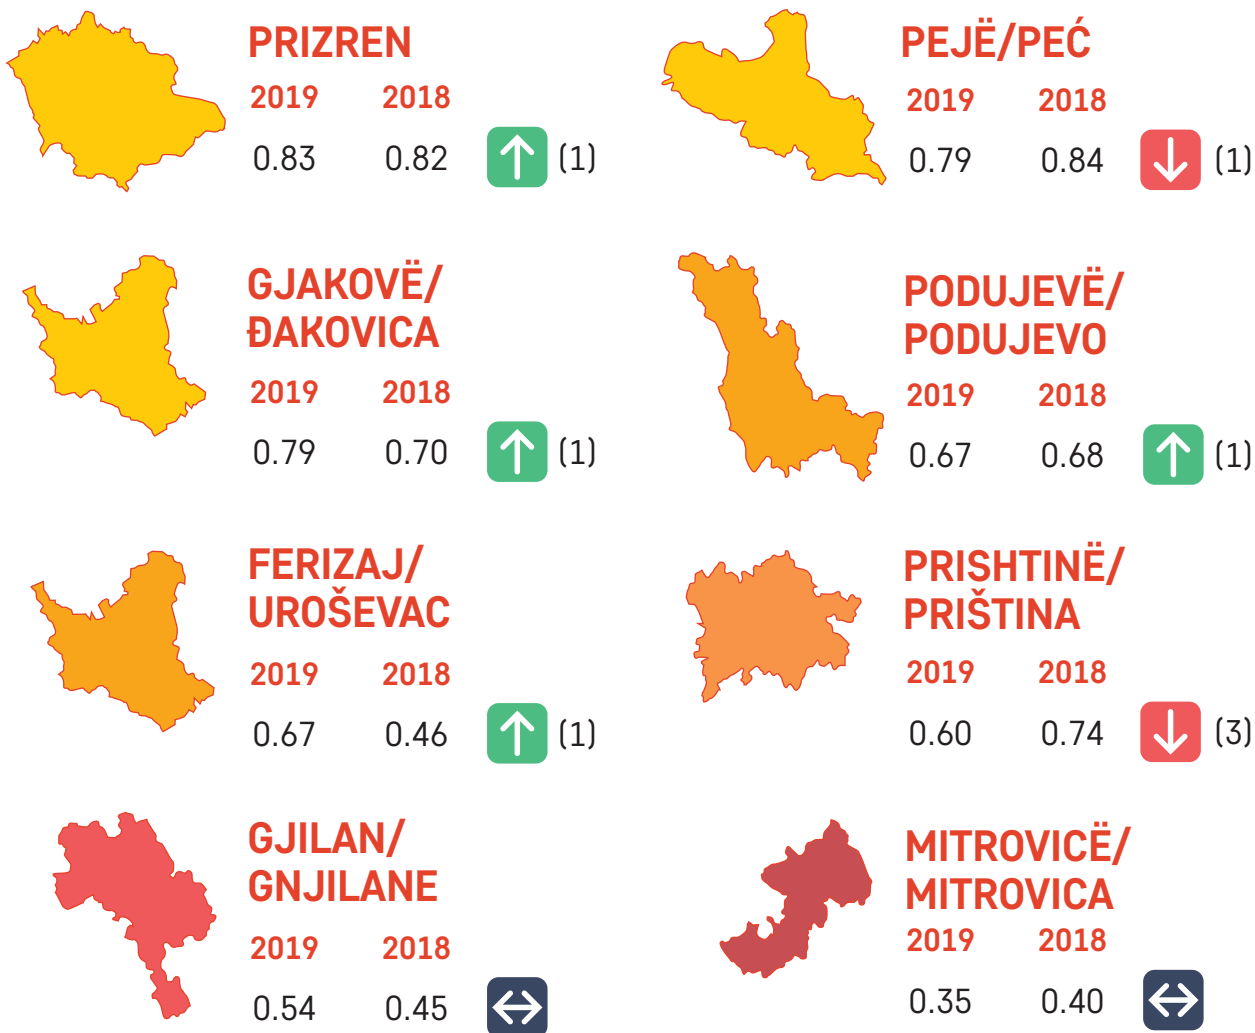 PRIZREN
2019 2018
0.83 0.82 (1)
PEJË/PEĆ
2019 2018
0.79 0.84 (1)
GJAKOVË/
ĐAKOVICA
2019 2018
0.79 0.70 (1)
PODUJEVË/
PODUJEVO
2019 2018
0.67 0.68 (1)
FERIZAJ/
UROŠEVAC
2019 2018
0.67 0.46 (1)
PRISHTINË/
PRIŠTINA
2019 2018
0.60 0.74 (3)
GJILAN/
GNJILANE
2019 2018
0.54 0.45
MITROVICË/
MITROVICA
2019 2018
0.35 0.40